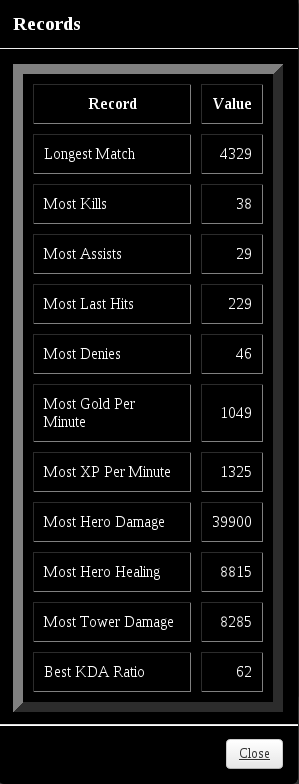 Records
Record Value
Longest Match 4329
Most Kills 38
Most Assists 29
Most Last Hits 229
Most Denies 46
Most Gold Per
Minute 1049
Most XP Per Minute 1325
Most Hero Damage 39900
Most Hero Healing 8815
Most Tower Damage 8285
Best KDA Ratio 62
Close